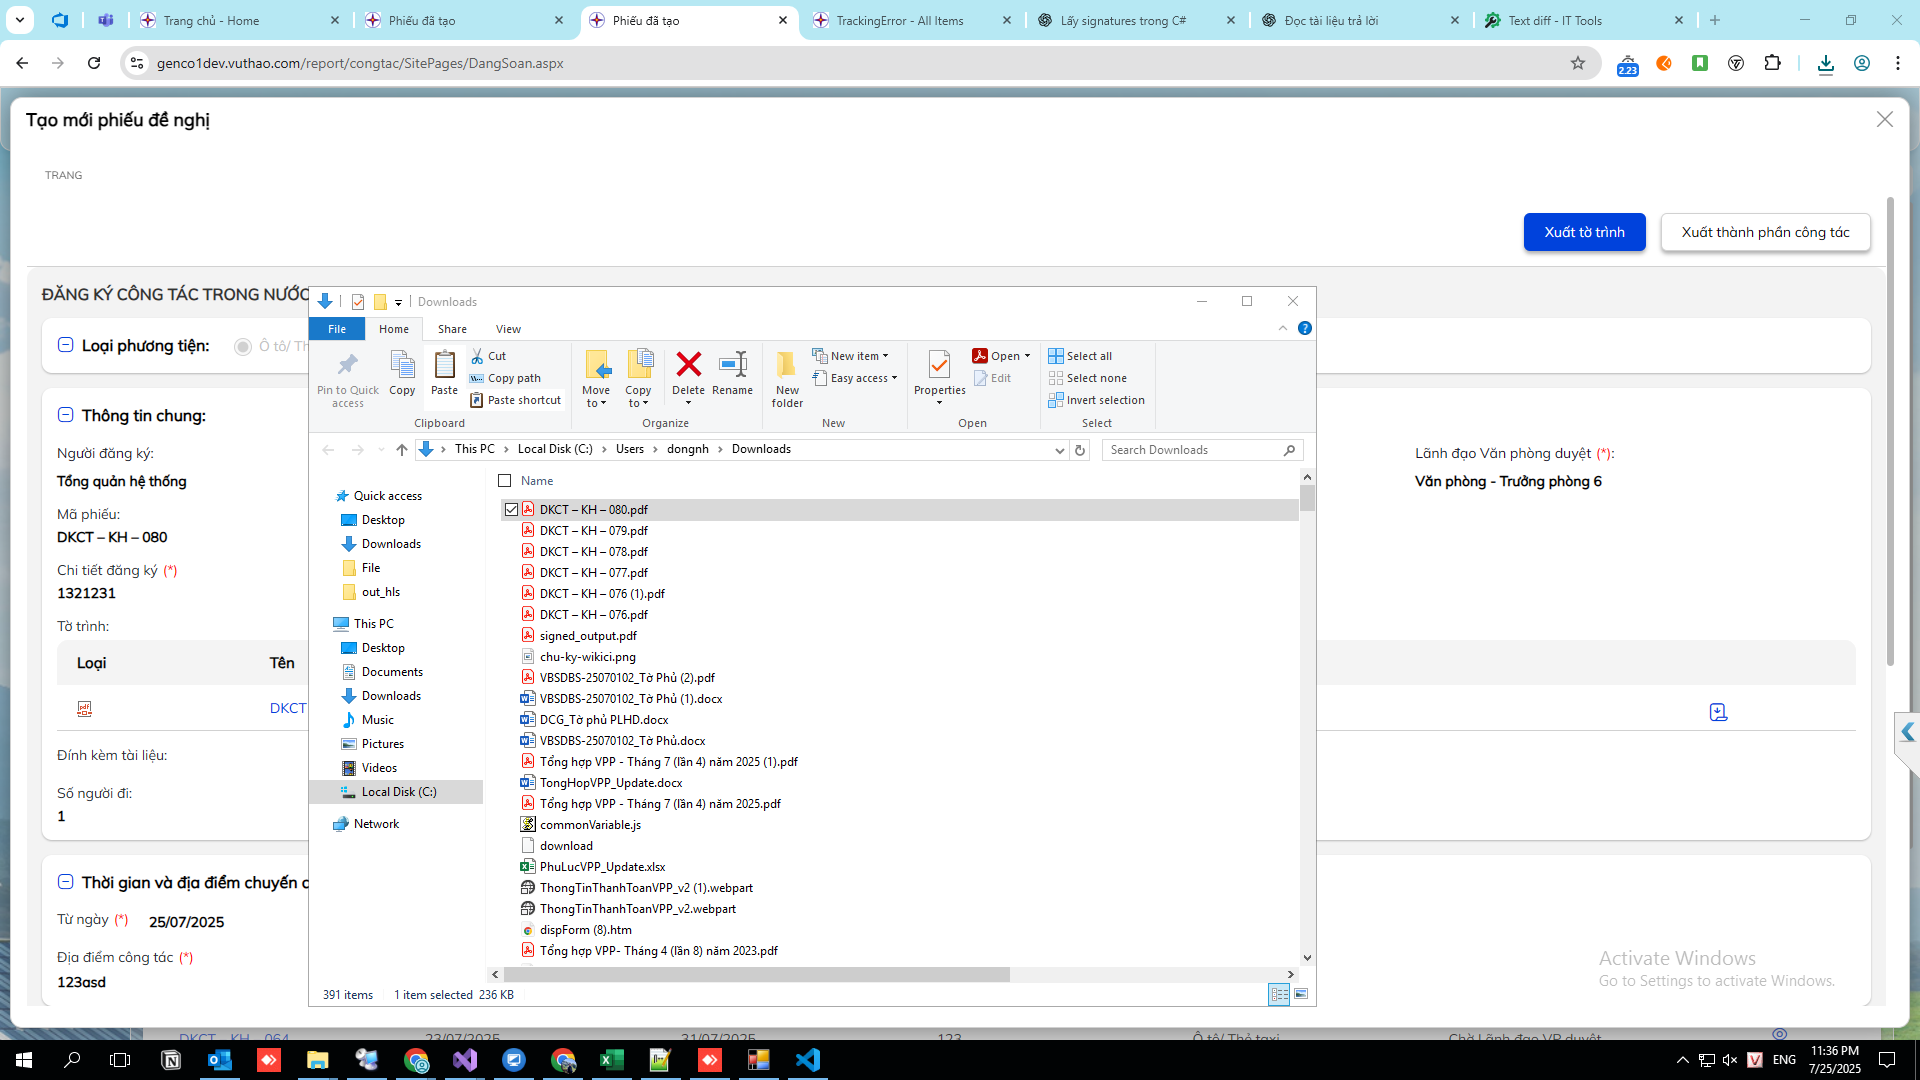 Trang chủ - Home
Phiếu đã tạo
Phiếu đã tạo
TrackingError - All Items
Lấy signatures trong C#
Đọc tài liệu trả lời
Text diff - IT Tools
genco1dev.vuthao.com/report/congtac/SitePages/DangSoan.aspx
2.23
Tạo mới phiếu đề nghị
TRANG
Xuất tờ trình
Xuất thành phần công tác
ĐĂNG KÝ CÔNG TÁC TRONG NƯỚC
Loại phương tiện:
Ô tô/ Th
Thông tin chung:
Người đăng ký:
Tổng quản hệ thống
Mã phiếu:
DKCT – KH – 080
Chi tiết đăng ký (*)
1321231
Tờ trình:
Loại
Tên
DKCT
Đính kèm tài liệu:
Số người đi:
1
Thời gian và địa điểm chuyến c
Từ ngày (*)
25/07/2025
Địa điểm công tác (*)
123asd
Lãnh đạo Văn phòng duyệt (*):
Văn phòng - Trưởng phòng 6
Downloads
File
Home
Share
View
Pin to Quick access
Copy
Paste
Cut
Copy path
Paste shortcut
Clipboard
Move to
Copy to
Delete
Rename
Organize
New folder
New item
Easy access
New
Properties
Open
Edit
Open
Select all
Select none
Invert selection
Select
This PC
Local Disk (C:)
Users
dongnh
Downloads
Search Downloads
Quick access
Desktop
Downloads
File
out_hls
This PC
Desktop
Documents
Downloads
Music
Pictures
Videos
Local Disk (C:)
Network
Name
DKCT – KH – 080.pdf
DKCT – KH – 079.pdf
DKCT – KH – 078.pdf
DKCT – KH – 077.pdf
DKCT – KH – 076 (1).pdf
DKCT – KH – 076.pdf
signed_output.pdf
chu-ky-wikici.png
VBSDBS-25070102_Tờ Phủ (2).pdf
VBSDBS-25070102_Tờ Phủ (1).docx
DCG_Tờ phủ PLHD.docx
VBSDBS-25070102_Tờ Phủ.docx
Tổng hợp VPP - Tháng 7 (lần 4) năm 2025 (1).pdf
TongHopVPP_Update.docx
Tổng hợp VPP - Tháng 7 (lần 4) năm 2025.pdf
commonVariable.js
download
PhuLucVPP_Update.xlsx
ThongTinThanhToanVPP_v2 (1).webpart
ThongTinThanhToanVPP_v2.webpart
dispForm (8).htm
Tổng hợp VPP- Tháng 4 (lần 8) năm 2023.pdf
391 items
1 item selected 236 KB
Activate Windows
Go to Settings to activate Windows.
DKCT – KH – 064
23/07/2025
31/07/2025
123
Ô tô/ Thẻ taxi
Chờ Lãnh đạo VP duyệt
ENG
11:36 PM
7/25/2025